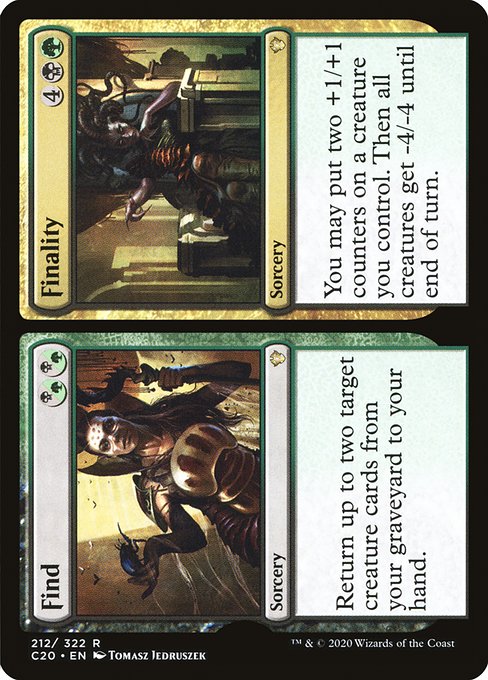 Find
Sorcery
Return up to two target
creature cards from
your graveyard to your
hand.
Finality
4
Sorcery
You may put two +1/+1
counters on a creature
you control. Then all
creatures get -4/-4 until
end of turn.
212/ 322 R
C20 • EN Tomasz Jedruszek
™ & © 2020 Wizards of the Coast